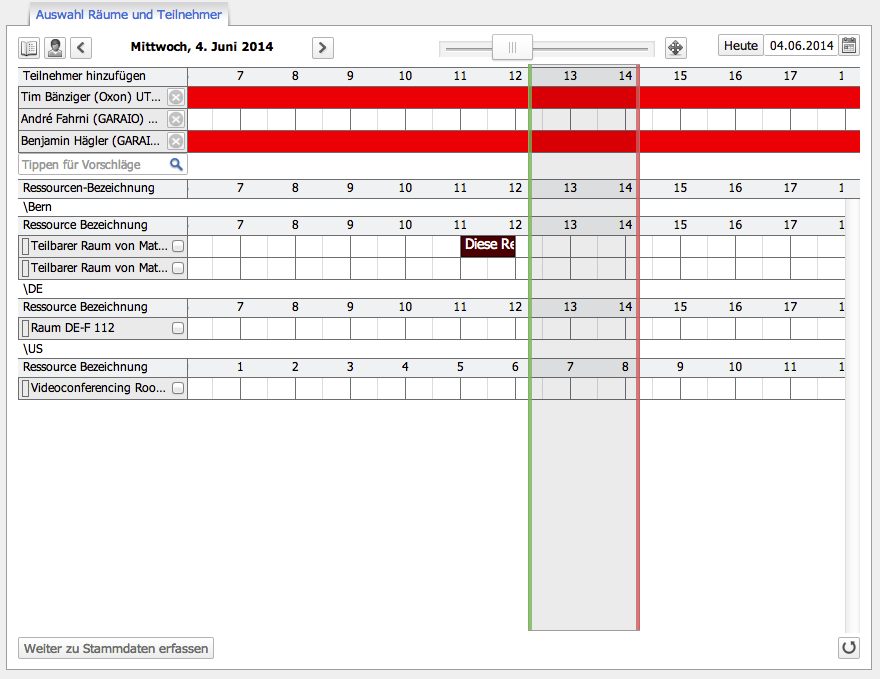 Auswahl Räume und Teilnehmer
Mittwoch, 4. Juni 2014 Heute 04.06.2014
Teilnehmer hinzufügen 7 8 9 10 11 12 13 14 15 16 17 1
Tim Bänziger (Oxon) UT...
André Fahrni (GARAIO) ...
Benjamin Hägler (GARAI...
Tippen für Vorschläge
Ressourcen-Bezeichnung 7 8 9 10 11 12 13 14 15 16 17 1
\Bern
Ressource Bezeichnung 7 8 9 10 11 12 13 14 15 16 17 1
Teilbarer Raum von Mat... Diese Re
Teilbarer Raum von Mat...
\DE
Ressource Bezeichnung 7 8 9 10 11 12 13 14 15 16 17 1
Raum DE-F 112
\US
Ressource Bezeichnung 1 2 3 4 5 6 7 8 9 10 11 1
Videoconferencing Roo...
Weiter zu Stammdaten erfassen